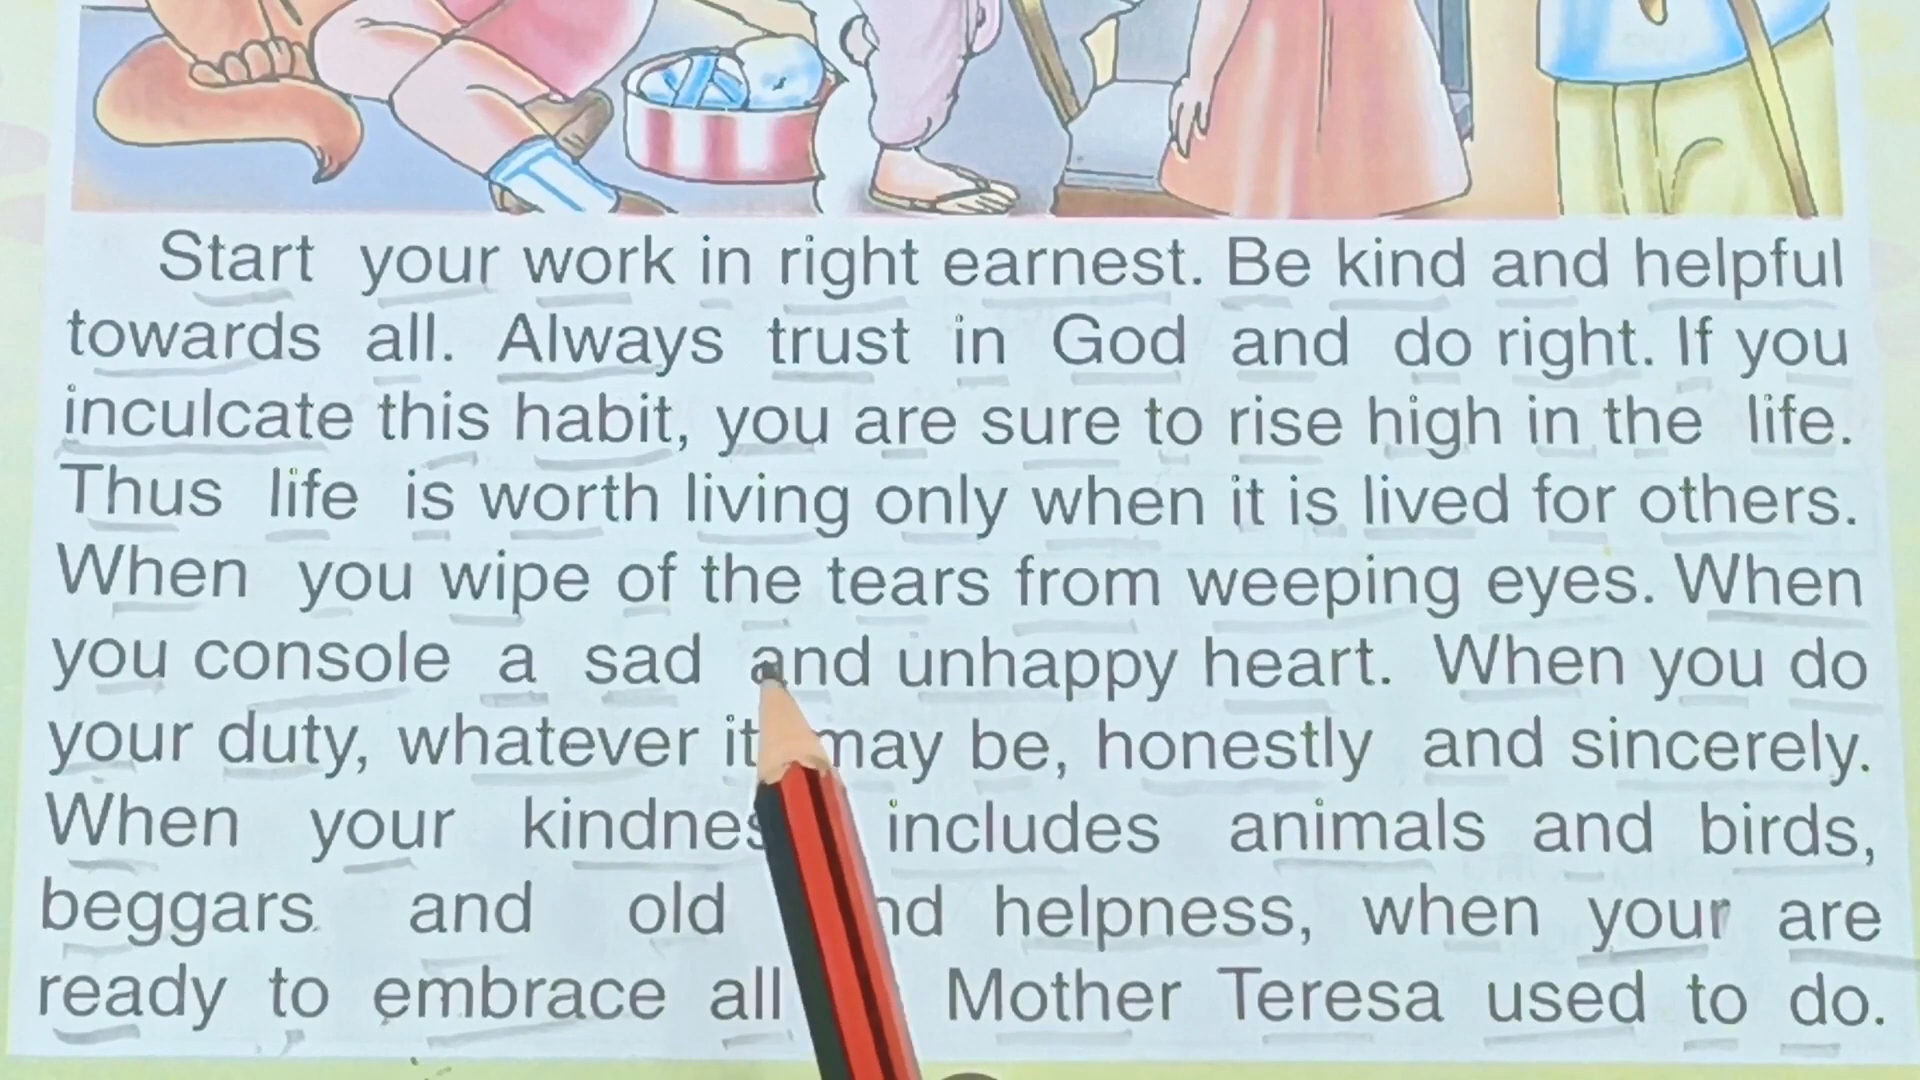 Start your work in right earnest. Be kind and helpful
towards all. Always trust in God and do right. If you
inculcate this habit, you are sure to rise high in the life.
Thus life is worth living only when it is lived for others.
When you wipe of the tears from weeping eyes. When
you console a sad and unhappy heart. When you do
your duty, whatever it may be, honestly and sincerely.
When your kindness includes animals and birds,
beggars and old and helpness, when your are
ready to embrace all Mother Teresa used to do.